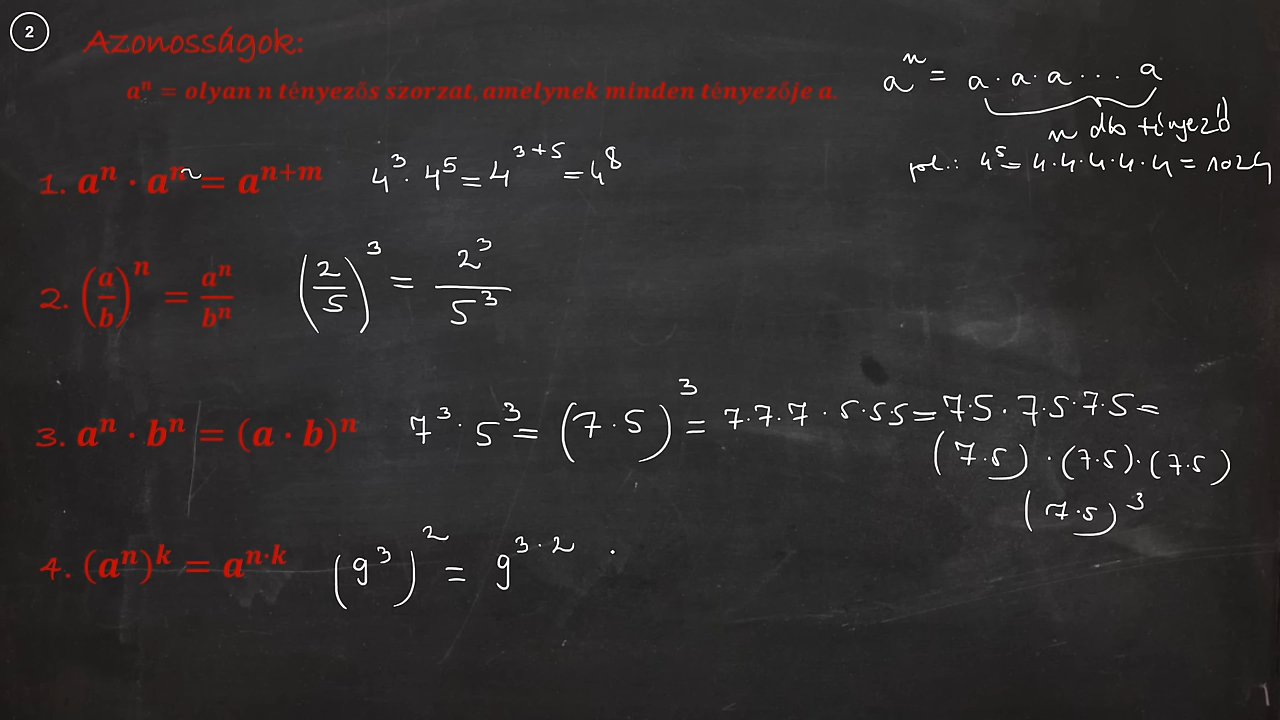 2
Azonosságok:
aⁿ = olyan n tényezős szorzat, amelynek minden tényezője a.
aⁿ = a · a · a · · · a
n db tényező
pl.: 4⁵ = 4·4·4·4·4 = 1024
1. aⁿ · aᵐ = aⁿ⁺ᵐ 4³ · 4⁵ = 4³⁺⁵ = 4⁸
2. (a/b)ⁿ = aⁿ/bⁿ (2/5)³ = 2³/5³
3. aⁿ · bⁿ = (a · b)ⁿ 7³ · 5³ = (7·5)³ = 7·7·7 · 5·5·5 = 7·5 · 7·5 · 7·5 =
(7·5) · (7·5) · (7·5)
(7·5)³
4. (aⁿ)ᵏ = aⁿ·ᵏ (9³)² = 9³·² ·